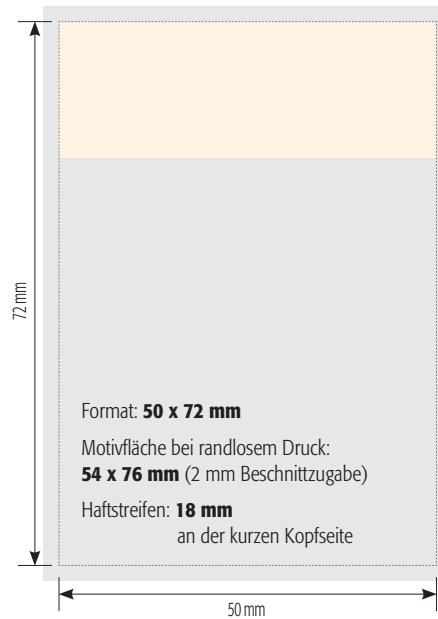 72 mm
Format: 50 x 72 mm
Motivfläche bei randlosem Druck:
54 x 76 mm (2 mm Beschnittzugabe)
Haftstreifen: 18 mm
an der kurzen Kopfseite
50 mm